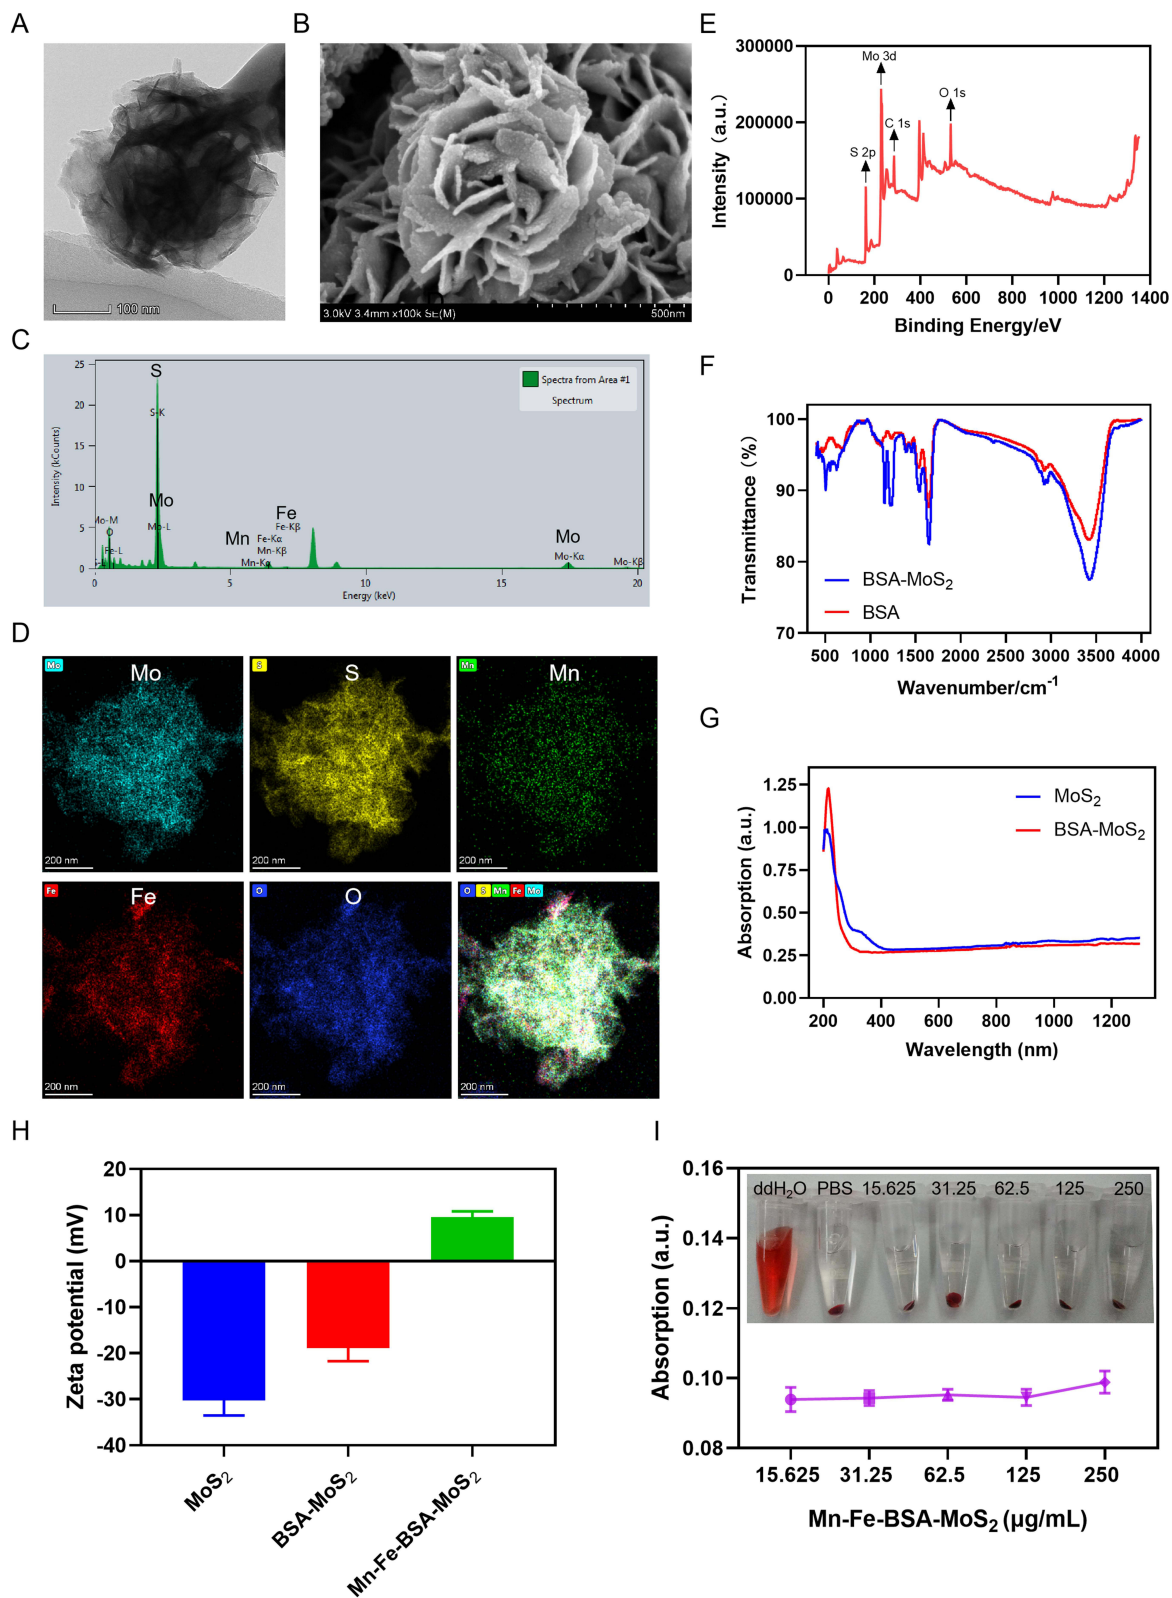 A
100 nm
B
3.0kV 3.4mm x100k SE(M)
500nm
C
25
20
15
10
5
0
Intensity (kCounts)
S
S-K
Mo
Mo-L
Mo-M
O
Fe-L
Mn
Fe
Fe-Kβ
Fe-Kα
Mn-Kβ
Mn-Kα
Mo
Mo-Kα
Mo-Kβ
Spectra from Area #1
Spectrum
0 5 10 15 20
Energy (keV)
D
Mo
Mo
200 nm
S
S
200 nm
Mn
Mn
200 nm
Fe
Fe
200 nm
O
O
200 nm
O S Mn Fe Mo
200 nm
E
300000
200000
100000
0
Intensity (a.u.)
S 2p
Mo 3d
C 1s
O 1s
0 200 400 600 800 1000 1200 1400
Binding Energy/eV
F
100
90
80
70
Transmittance (%)
BSA-MoS₂
BSA
500 1000 1500 2000 2500 3000 3500 4000
Wavenumber/cm⁻¹
G
1.25
1.00
0.75
0.50
0.25
0.00
Absorption (a.u.)
MoS₂
BSA-MoS₂
200 400 600 800 1000 1200
Wavelength (nm)
H
20
10
0
-10
-20
-30
-40
Zeta potential (mV)
MoS₂
BSA-MoS₂
Mn-Fe-BSA-MoS₂
I
0.16
0.14
0.12
0.10
0.08
Absorption (a.u.)
ddH₂O PBS 15.625 31.25 62.5 125 250
15.625 31.25 62.5 125 250
Mn-Fe-BSA-MoS₂ (μg/mL)